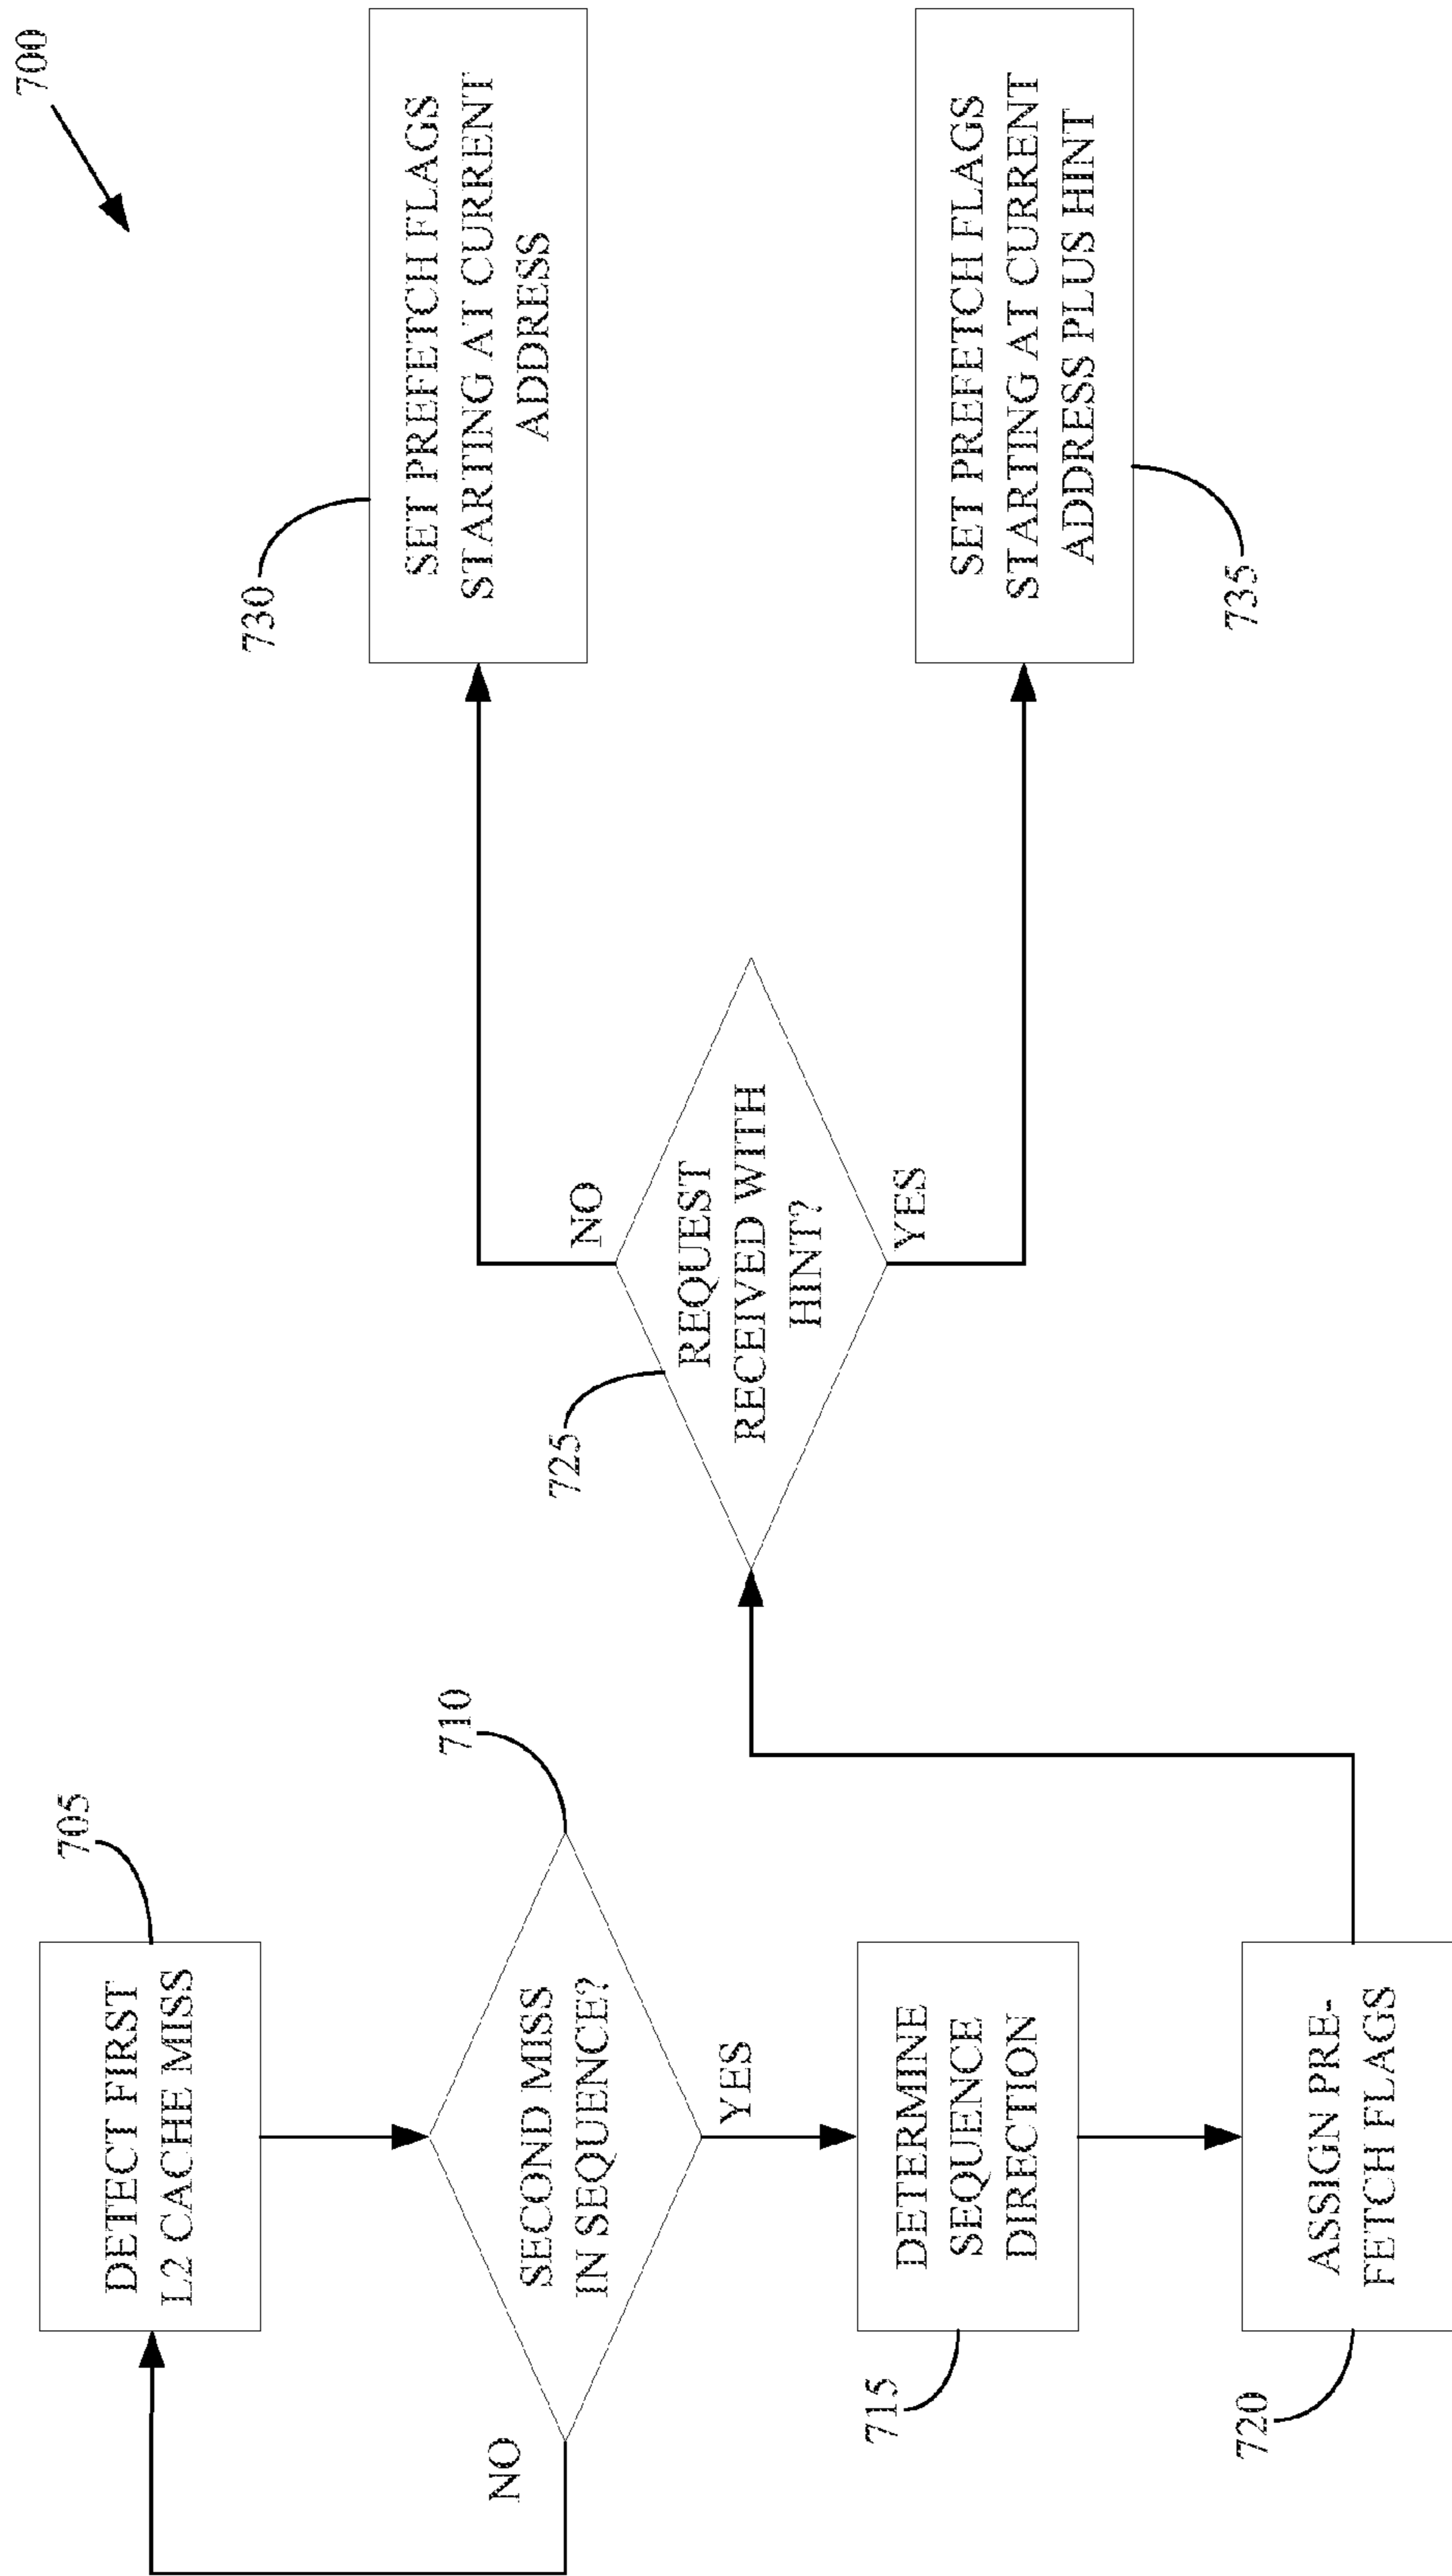 700
705
DETECT FIRST
L2 CACHE MISS
710
SECOND MISS
IN SEQUENCE?
NO
YES
715
DETERMINE
SEQUENCE
DIRECTION
720
ASSIGN PRE-
FETCH FLAGS
725
REQUEST
RECEIVED WITH
HINT?
NO
YES
730
SET PREFETCH FLAGS
STARTING AT CURRENT
ADDRESS
735
SET PREFETCH FLAGS
STARTING AT CURRENT
ADDRESS PLUS HINT